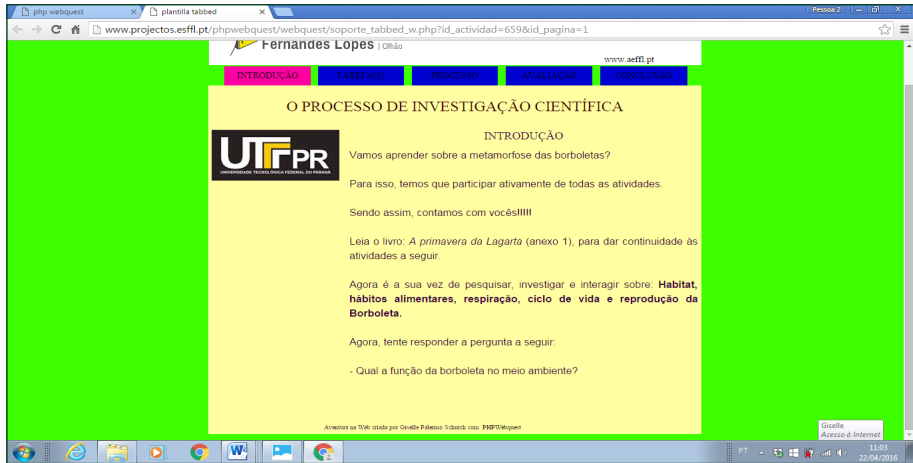 php webquest
plantilla tabbed
Pessoa 2
www.projectos.esffl.pt/phpwebquest/webquest/soporte_tabbed_w.php?id_actividad=659&id_pagina=1
Fernandes Lopes | Olhão
www.aeffl.pt
INTRODUÇÃO TAREFA(S) PROCESSO AVALIAÇÃO CONCLUSÃO
O PROCESSO DE INVESTIGAÇÃO CIENTÍFICA
UTFPR
UNIVERSIDADE TECNOLÓGICA FEDERAL DO PARANÁ
INTRODUÇÃO
Vamos aprender sobre a metamorfose das borboletas?
Para isso, temos que participar ativamente de todas as atividades.
Sendo assim, contamos com vocês!!!!!
Leia o livro: A primavera da Lagarta (anexo 1), para dar continuidade às
atividades a seguir.
Agora é a sua vez de pesquisar, investigar e interagir sobre: Habitat,
hábitos alimentares, respiração, ciclo de vida e reprodução da
Borboleta.
Agora, tente responder a pergunta a seguir:
- Qual a função da borboleta no meio ambiente?
Aventura na Web criada por Giselle Palermo Schurch com PHPWebquest
Giselle
Acesso à Internet
PT
11:03
22/04/2016